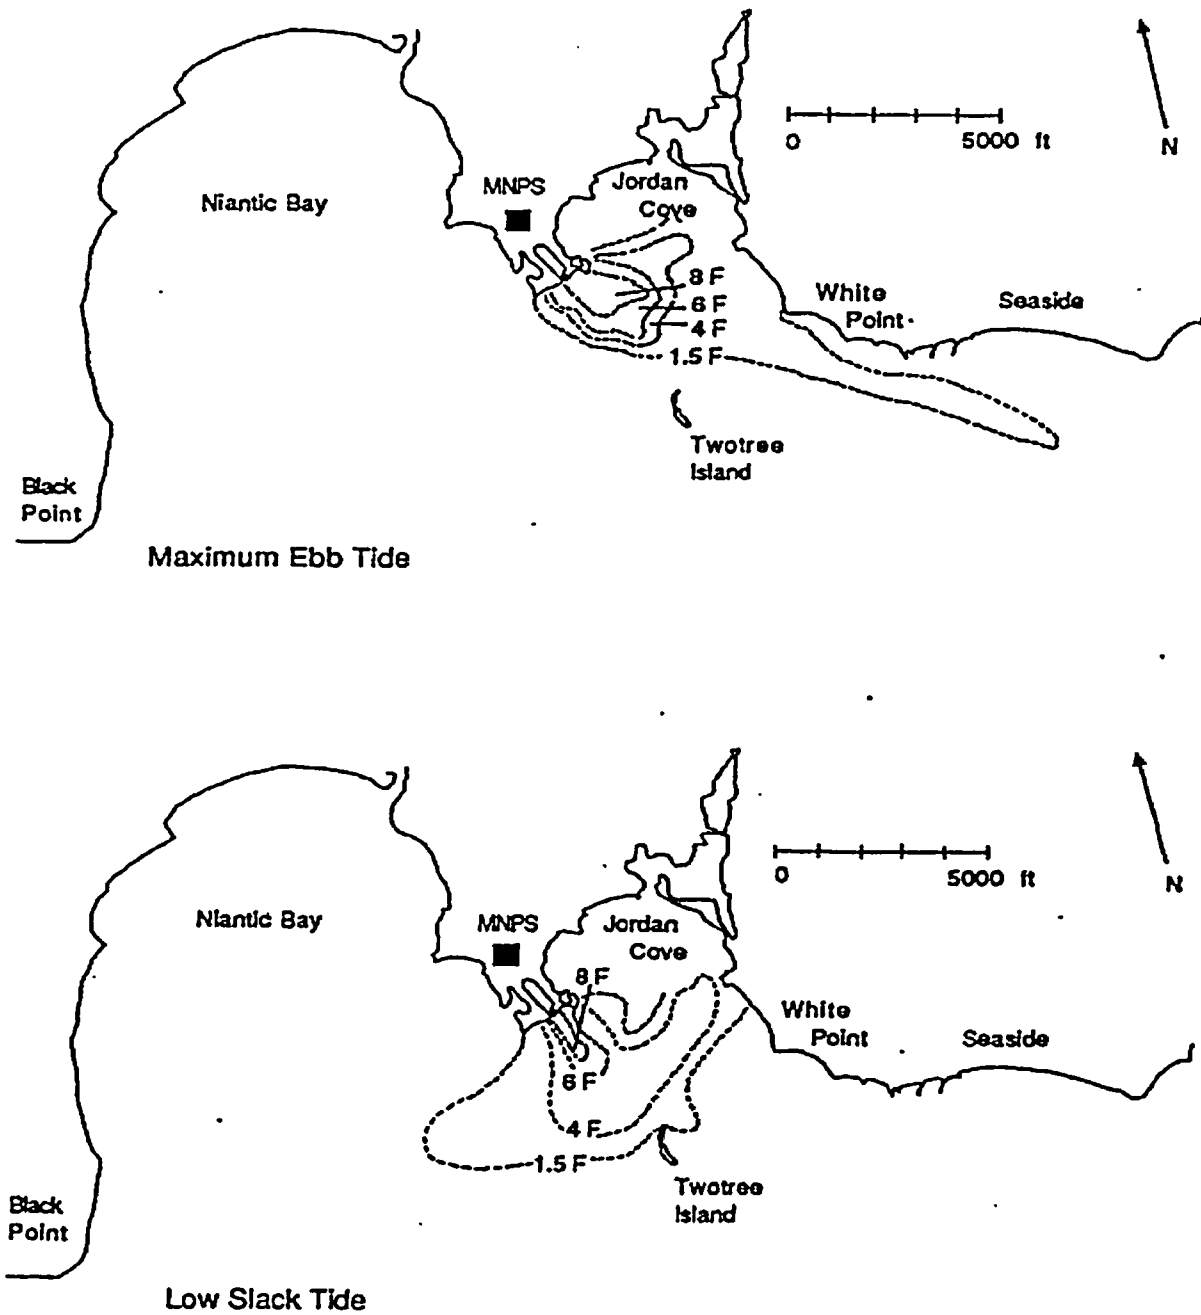 N
0
5000 ft
MNPS
Jordan
Cove
Niantic Bay
8 F
6 F
4 F
1.5 F
White
Point
Seaside
Twotree
Island
Black
Point
Maximum Ebb Tide
N
0
5000 ft
MNPS
Jordan
Cove
Niantic Bay
8 F
White
Point
Seaside
6 F
4 F
1.5 F
Twotree
Island
Black
Point
Low Slack Tide